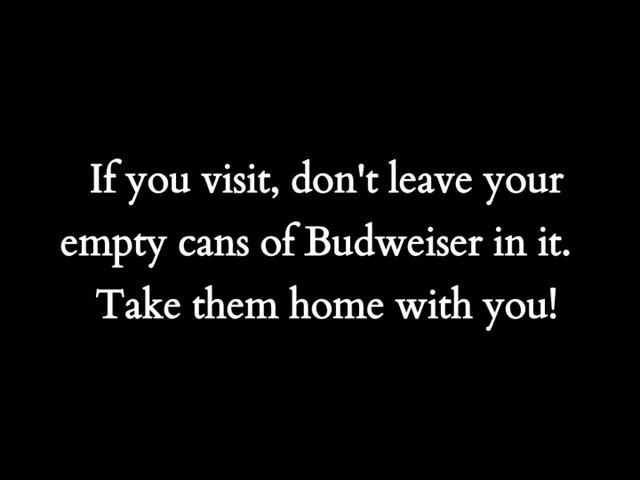 If you visit, don't leave your
empty cans of Budweiser in it.
Take them home with you!